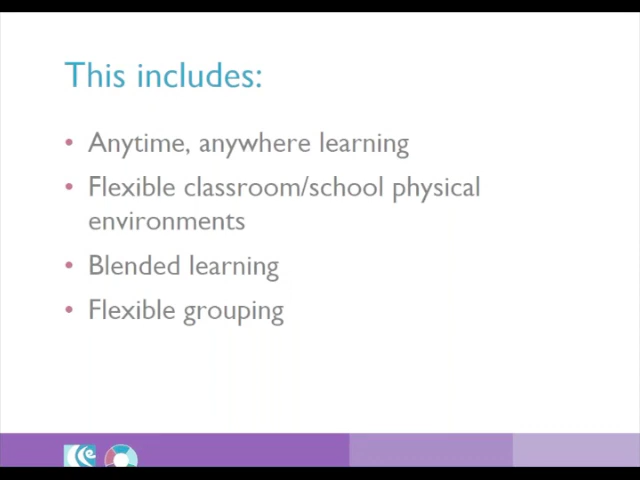 This includes:
• Anytime, anywhere learning
• Flexible classroom/school physical
environments
• Blended learning
• Flexible grouping